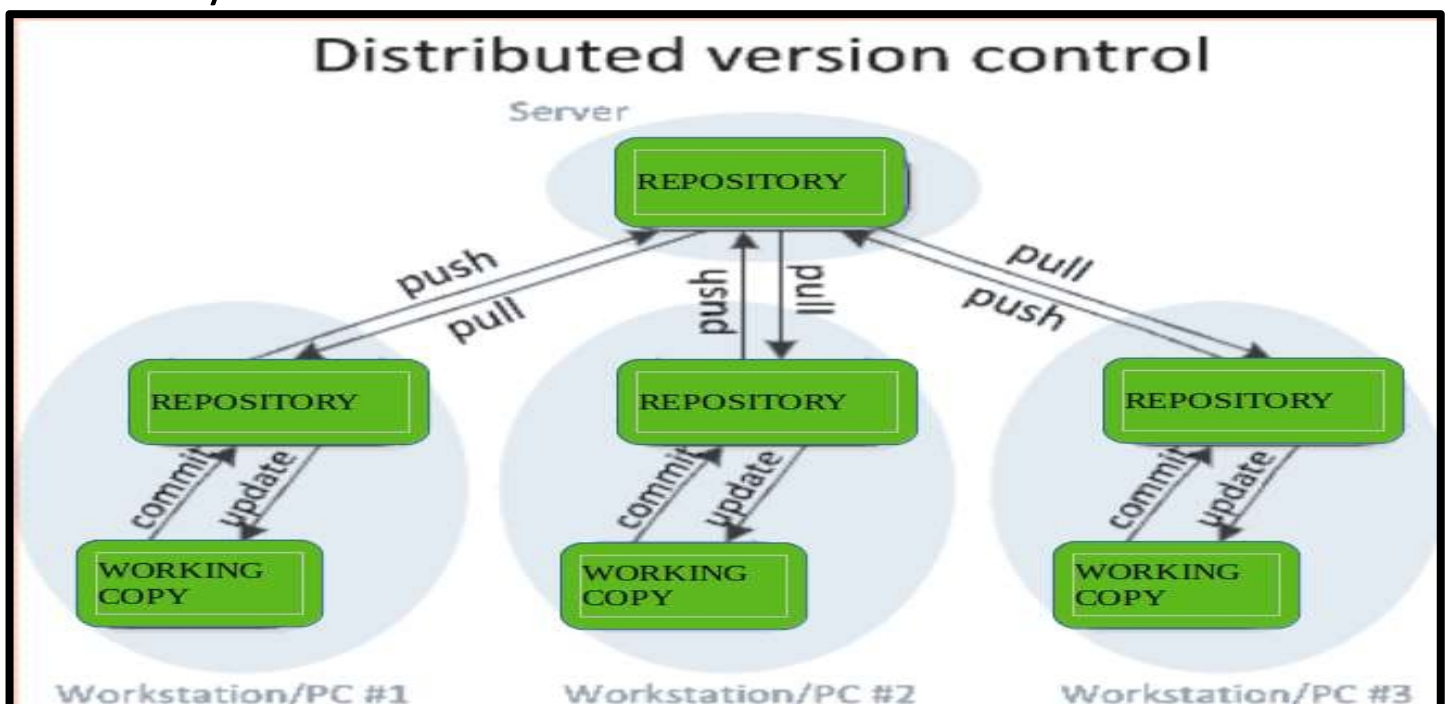 Distributed version control
Server
REPOSITORY
push
pull
push
pull
pull
push
REPOSITORY
REPOSITORY
REPOSITORY
commit
update
commit
update
commit
update
WORKING
COPY
WORKING
COPY
WORKING
COPY
Workstation/PC #1
Workstation/PC #2
Workstation/PC #3